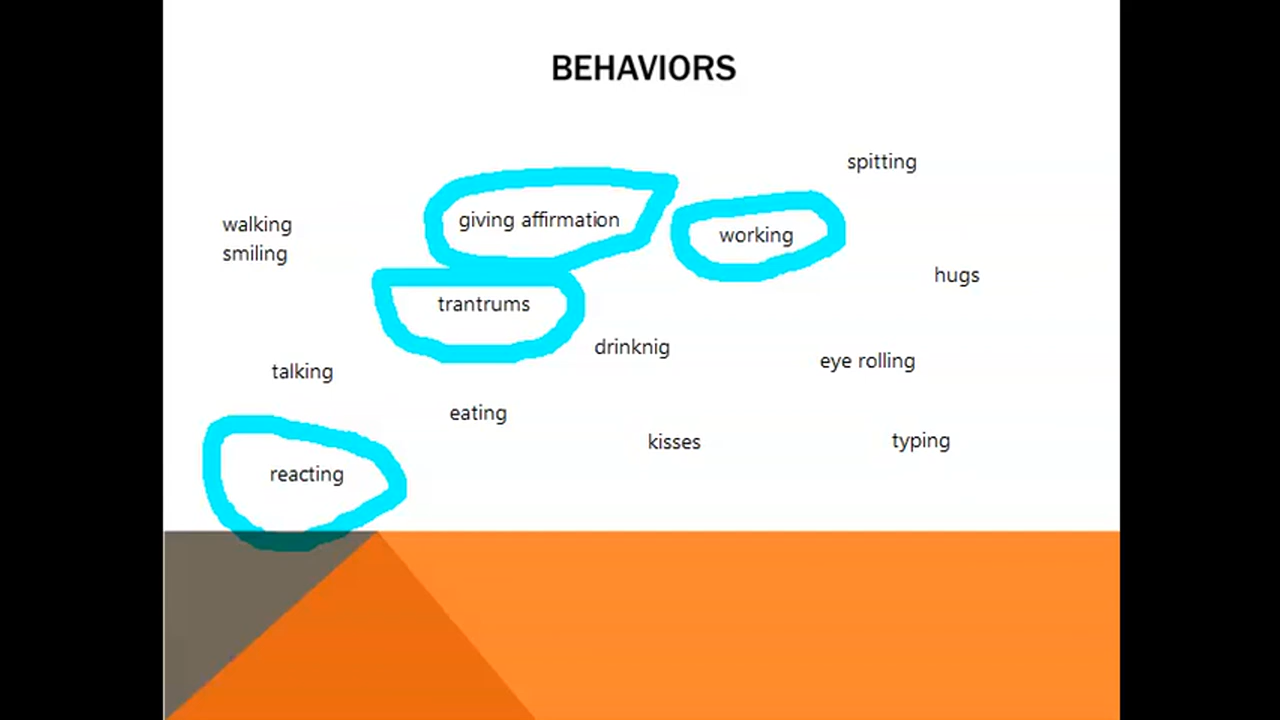 BEHAVIORS
spitting
giving affirmation
walking
working
smiling
hugs
trantrums
drinknig
eye rolling
talking
eating
kisses
typing
reacting